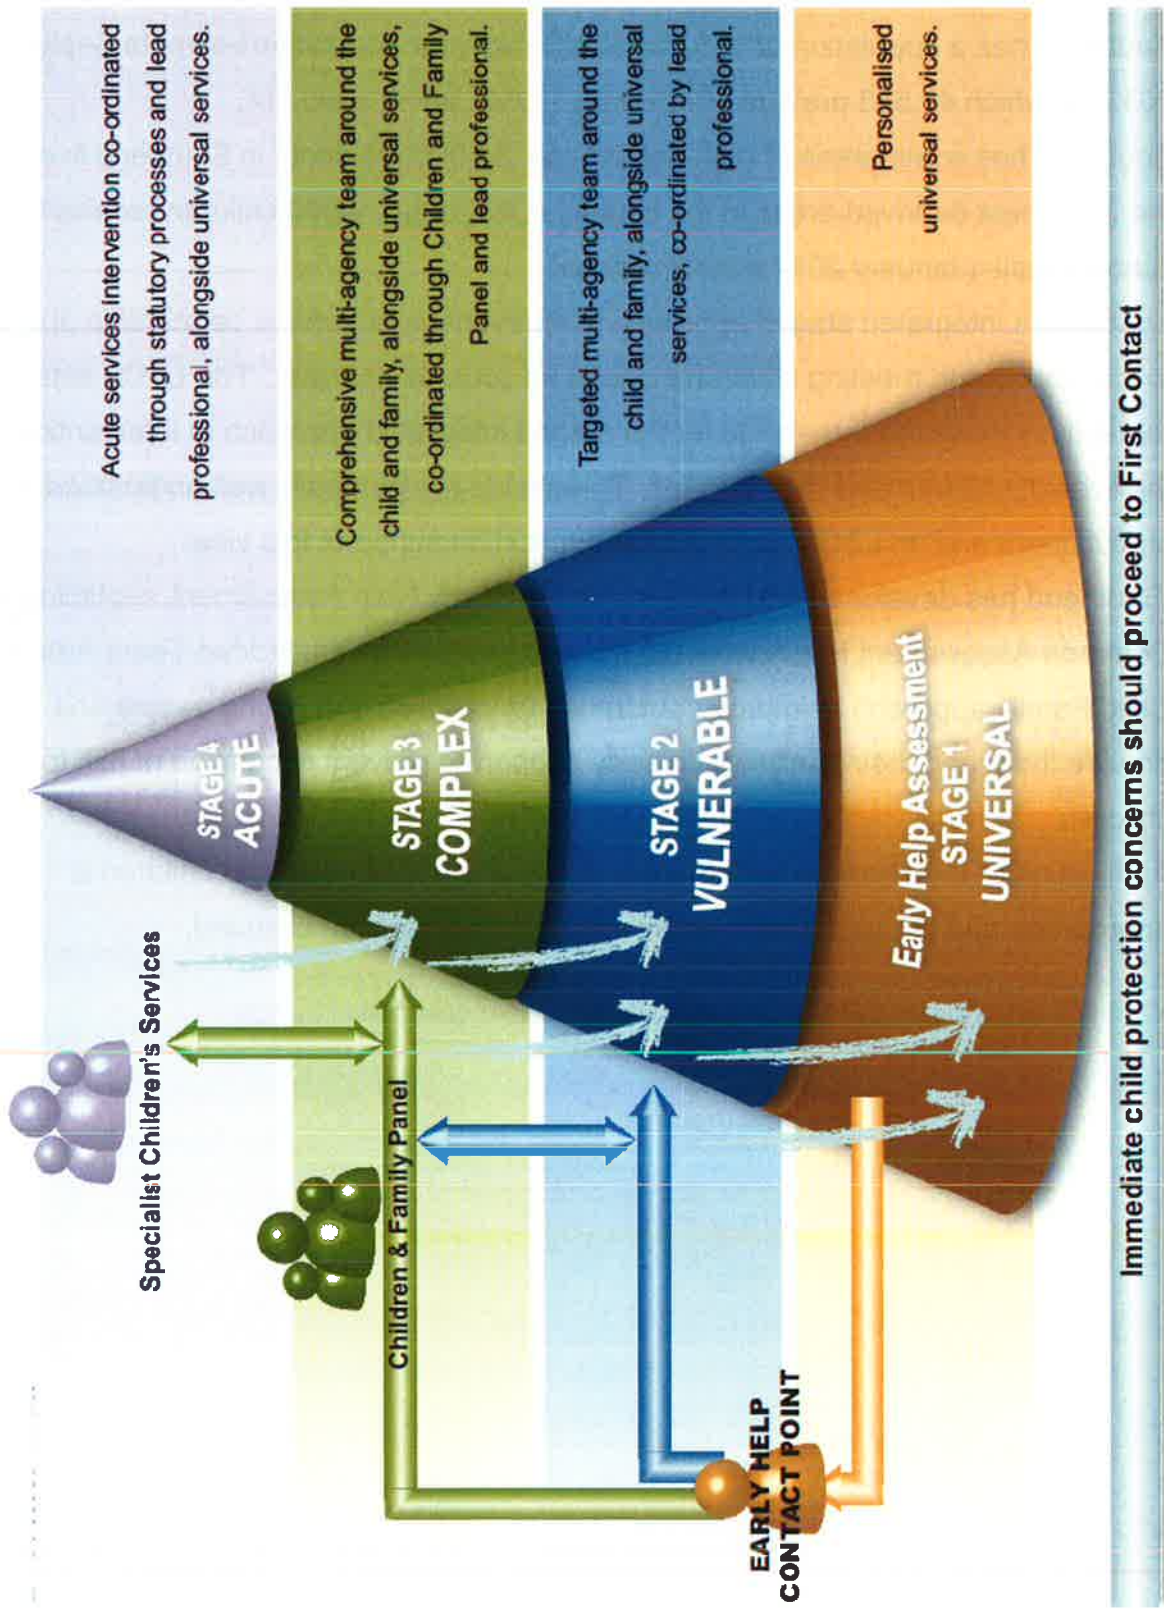 Specialist Children's Services
STAGE 4
ACUTE
Acute services intervention co-ordinated
through statutory processes and lead
professional, alongside universal services.
Children & Family Panel
STAGE 3
COMPLEX
Comprehensive multi-agency team around the
child and family, alongside universal services,
co-ordinated through Children and Family
Panel and lead professional.
STAGE 2
VULNERABLE
Targeted multi-agency team around the
child and family, alongside universal
services, co-ordinated by lead
professional.
EARLY HELP
CONTACT POINT
Early Help Assessment
STAGE 1
UNIVERSAL
Personalised
universal services.
Immediate child protection concerns should proceed to First Contact